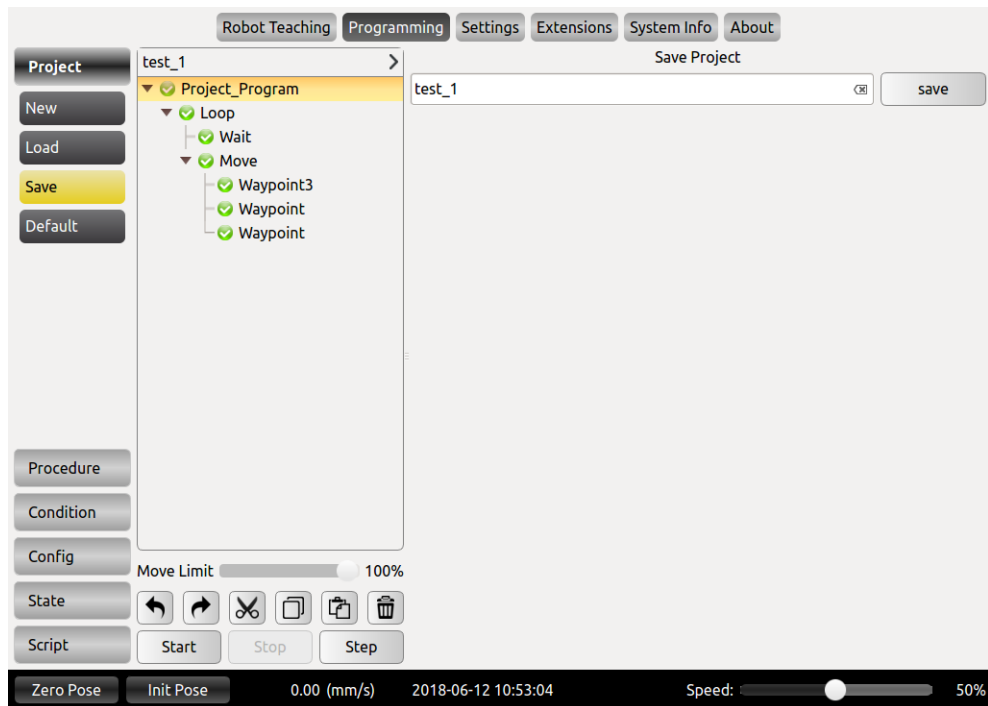 Robot Teaching Programming Settings Extensions System Info About
Project
New
Load
Save
Default
Procedure
Condition
Config
State
Script
test_1
Project_Program
Loop
Wait
Move
Waypoint3
Waypoint
Waypoint
Move Limit 100%
Start Stop Step
Save Project
test_1 save
Zero Pose Init Pose 0.00 (mm/s) 2018-06-12 10:53:04 Speed: 50%